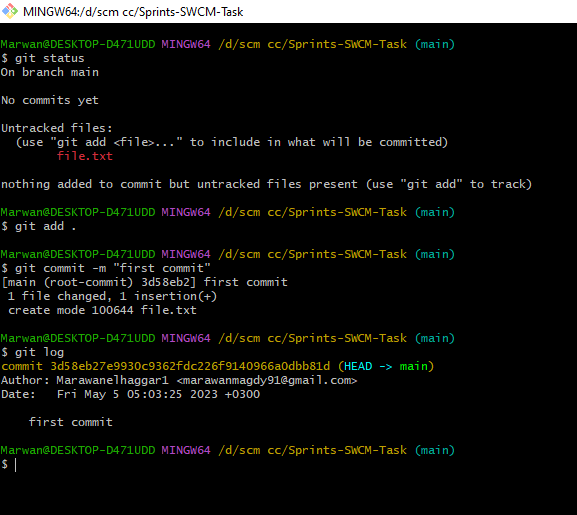 MINGW64:/d/scm cc/Sprints-SWCM-Task
Marwan@DESKTOP-D471UDD MINGW64 /d/scm cc/Sprints-SWCM-Task (main)
$ git status
On branch main
No commits yet
Untracked files:
  (use "git add <file>..." to include in what will be committed)
        file.txt
nothing added to commit but untracked files present (use "git add" to track)
Marwan@DESKTOP-D471UDD MINGW64 /d/scm cc/Sprints-SWCM-Task (main)
$ git add .
Marwan@DESKTOP-D471UDD MINGW64 /d/scm cc/Sprints-SWCM-Task (main)
$ git commit -m "first commit"
[main (root-commit) 3d58eb2] first commit
 1 file changed, 1 insertion(+)
 create mode 100644 file.txt
Marwan@DESKTOP-D471UDD MINGW64 /d/scm cc/Sprints-SWCM-Task (main)
$ git log
commit 3d58eb27e9930c9362fdc226f9140966a0dbb81d (HEAD -> main)
Author: Marawanelhaggar1 <marawanmagdy91@gmail.com>
Date:   Fri May 5 05:03:25 2023 +0300
    first commit
Marwan@DESKTOP-D471UDD MINGW64 /d/scm cc/Sprints-SWCM-Task (main)
$